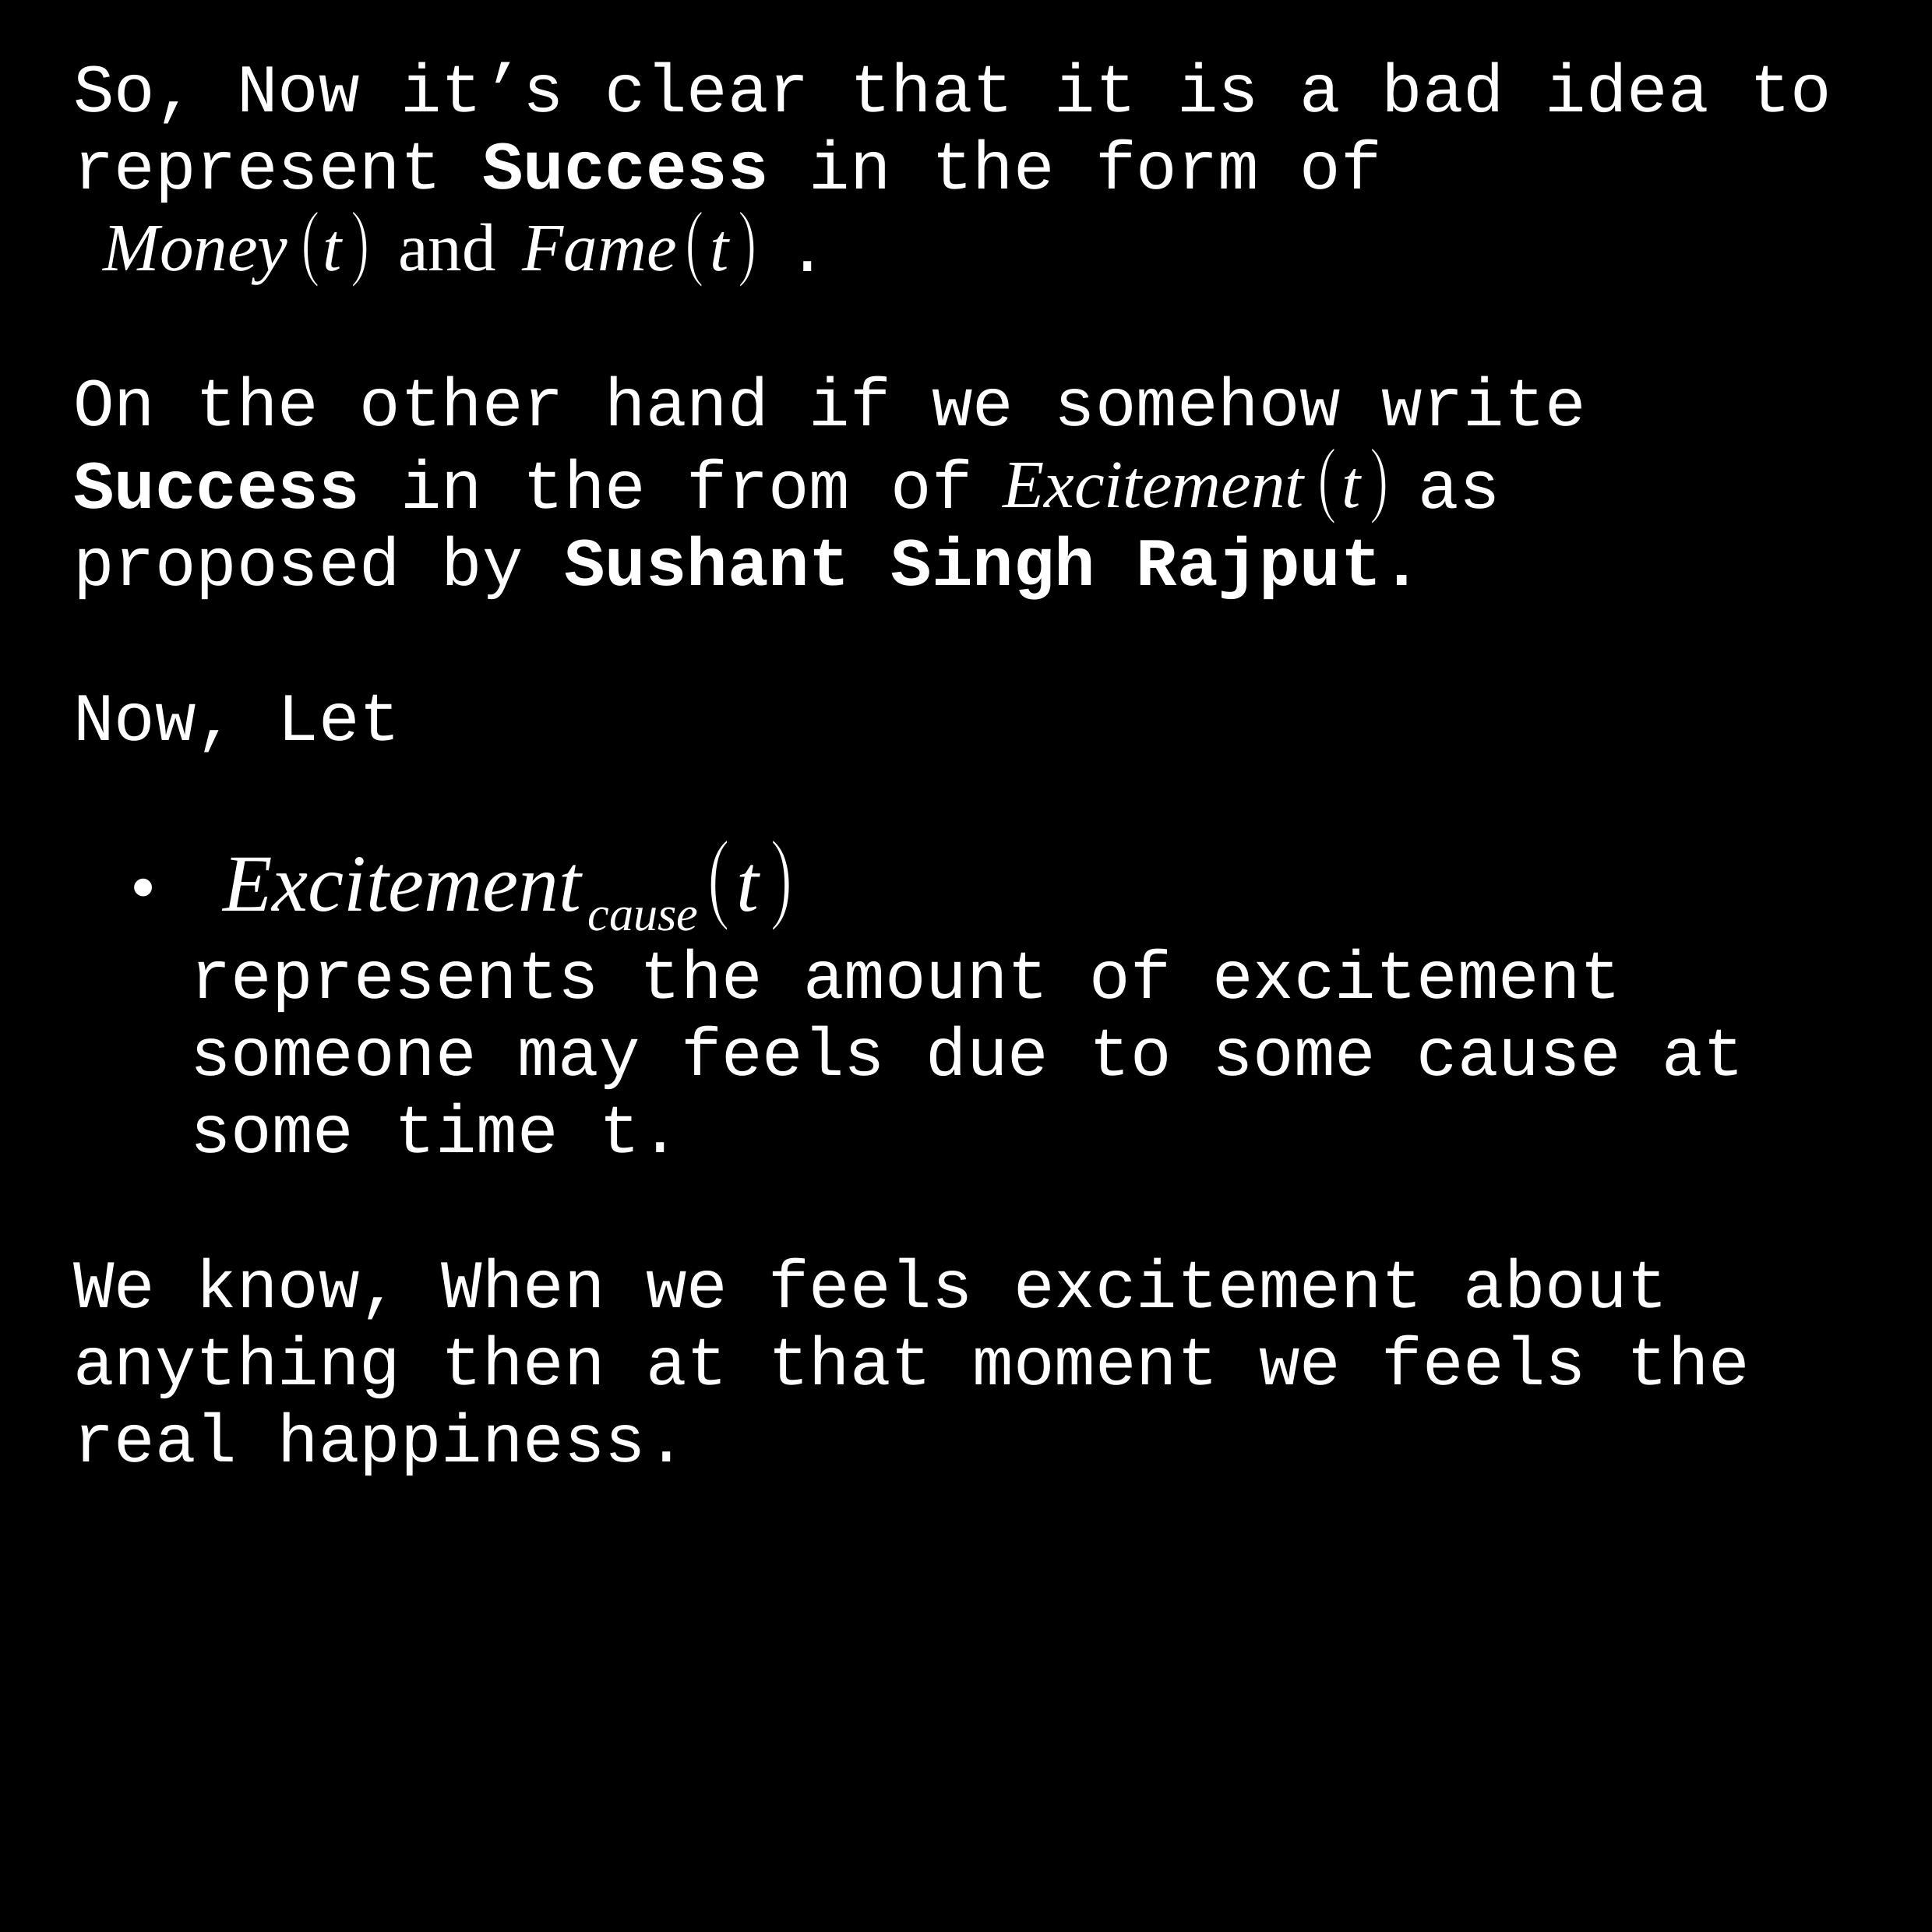 So, Now it’s clear that it is a bad idea to
represent Success in the form of
Money(t) and Fame(t) .
On the other hand if we somehow write
Success in the from of Excitement(t) as
proposed by Sushant Singh Rajput.
Now, Let
• Excitement_cause(t)
represents the amount of excitement
someone may feels due to some cause at
some time t.
We know, When we feels excitement about
anything then at that moment we feels the
real happiness.